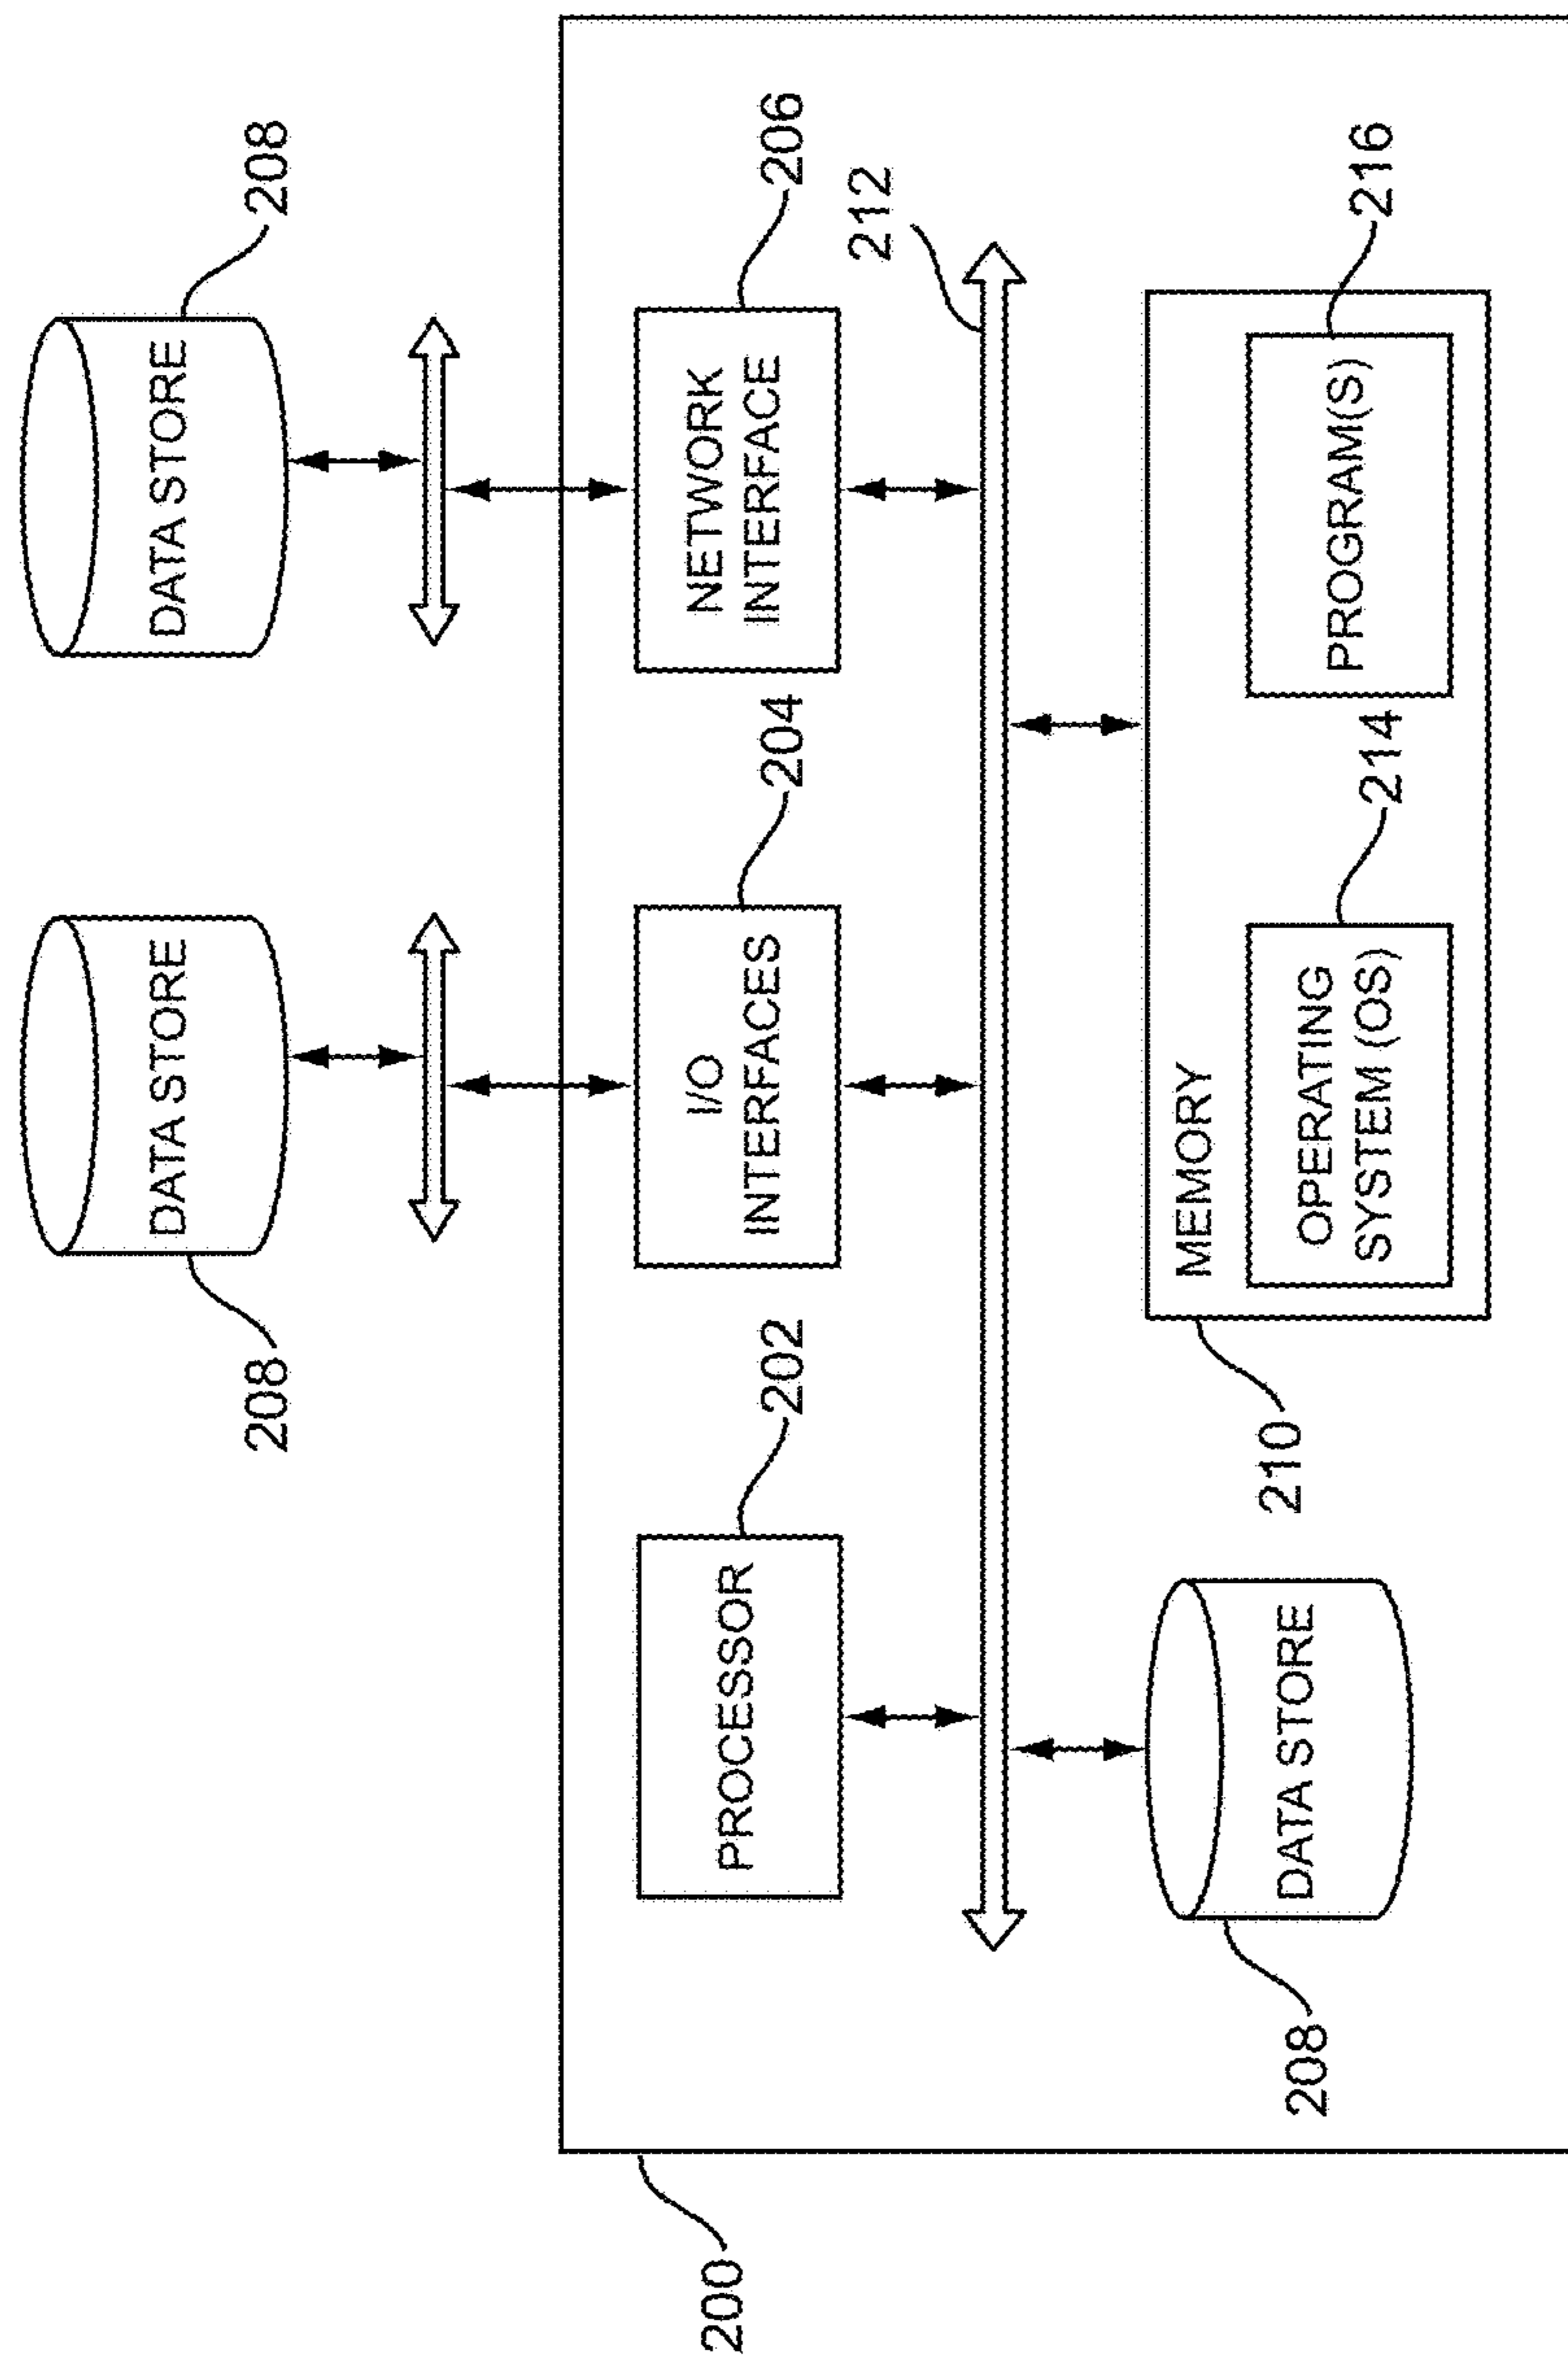 208
DATA STORE
208
DATA STORE
200
PROCESSOR
202
I/O
INTERFACES
204
NETWORK
INTERFACE
206
212
208
DATA STORE
210
MEMORY
OPERATING
SYSTEM (OS)
214
PROGRAM(S)
216